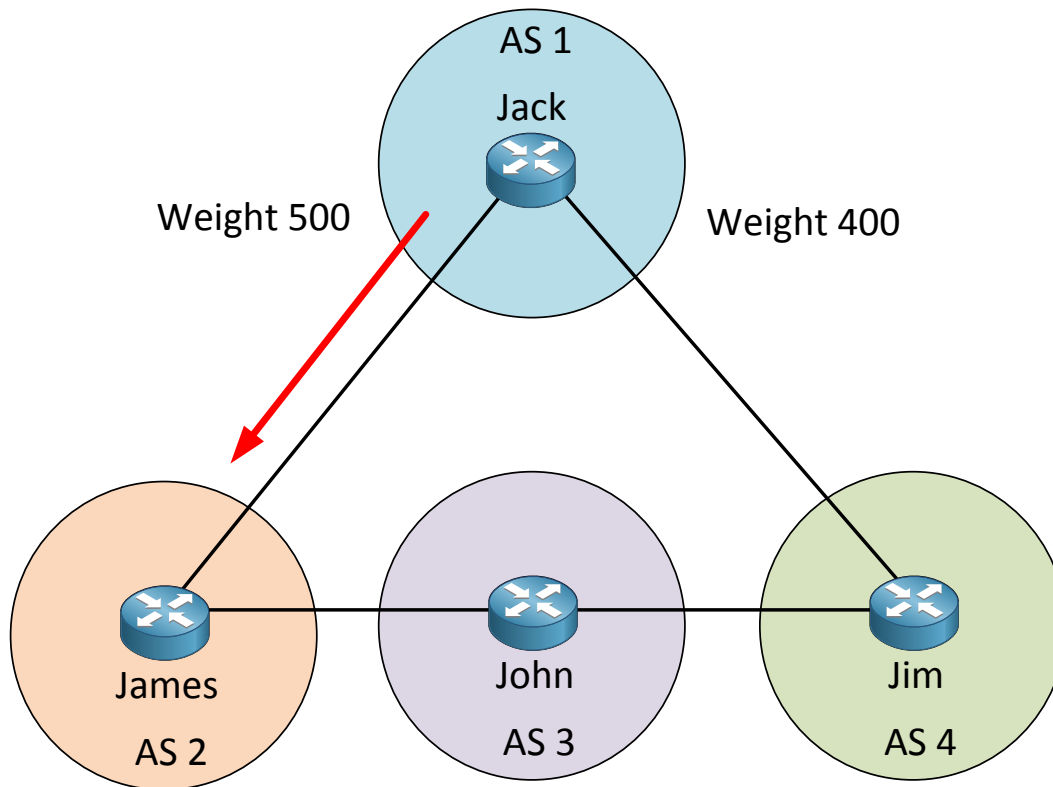 AS 1
Jack
Weight 500
Weight 400
James
John
Jim
AS 2
AS 3
AS 4